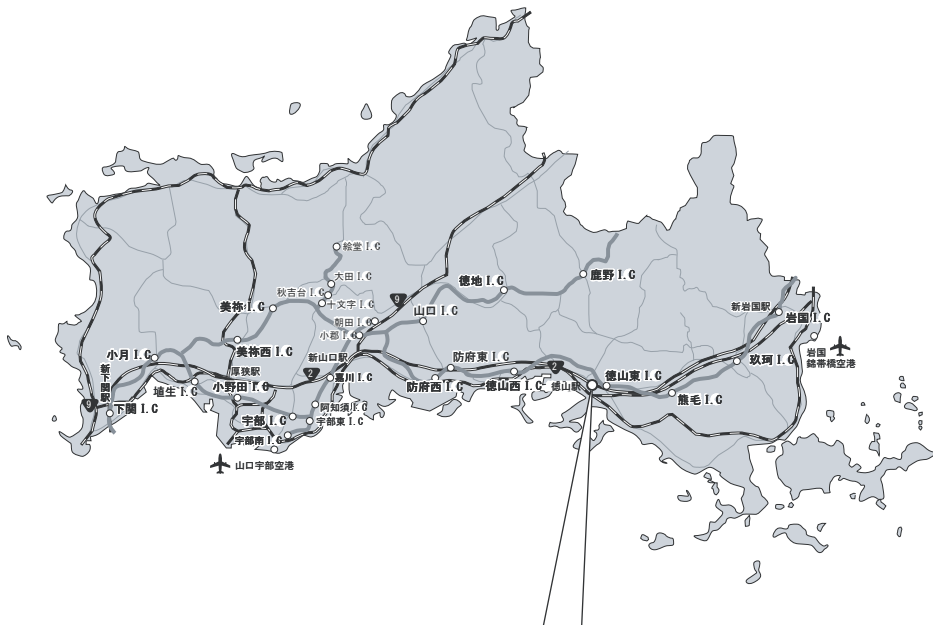 絵堂 I.C
大田 I.C
秋吉台 I.C
十文字 I.C
美祢 I.C
朝田 I.C
小郡 I.C
9
山口 I.C
徳地 I.C
鹿野 I.C
新岩国駅
岩国 I.C
岩国
錦帯橋空港
玖珂 I.C
熊毛 I.C
徳山東 I.C
徳山駅
2
徳山西 I.C
防府東 I.C
防府西 I.C
新山口駅
嘉川 I.C
2
厚狭駅
美祢西 I.C
小月 I.C
新下関駅
9
下関 I.C
埴生 I.C
小野田 I.C
阿知須 I.C
宇部 I.C
宇部東 I.C
宇部南 I.C
山口宇部空港